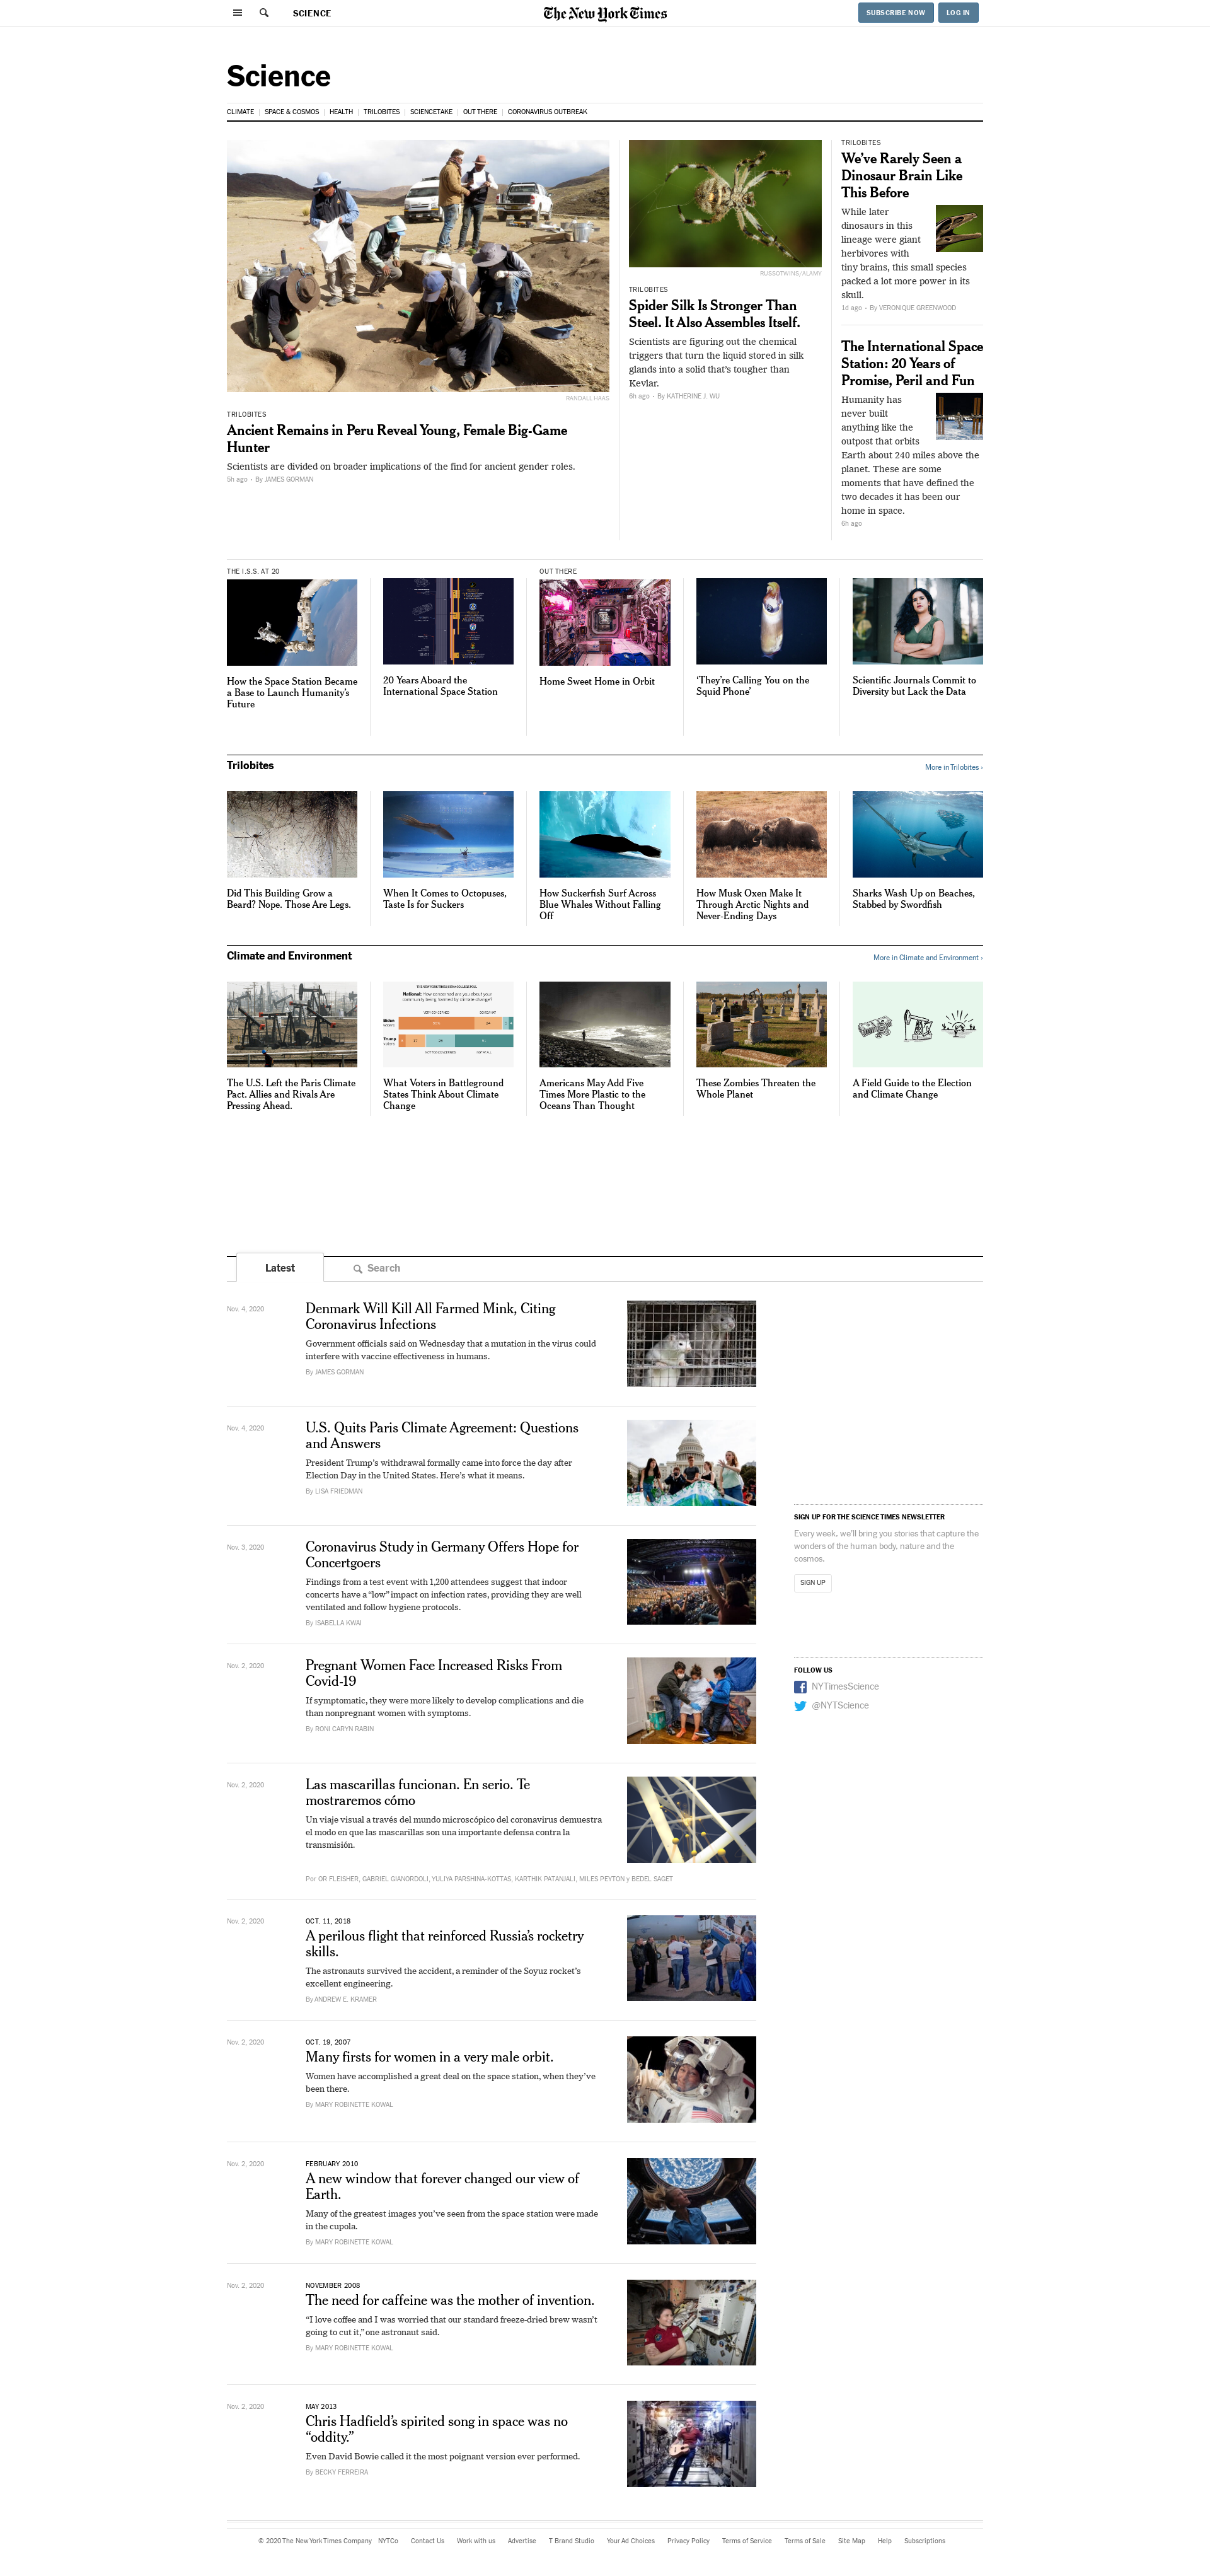 SCIENCE
The New York Times
SUBSCRIBE NOW
LOG IN
Science
CLIMATE
SPACE & COSMOS
HEALTH
TRILOBITES
SCIENCETAKE
OUT THERE
CORONAVIRUS OUTBREAK
RANDALL HAAS
TRILOBITES
Ancient Remains in Peru Reveal Young, Female Big-Game
Hunter
Scientists are divided on broader implications of the find for ancient gender roles.
5h ago • By JAMES GORMAN
RUSSOTWINS/ALAMY
TRILOBITES
Spider Silk Is Stronger Than
Steel. It Also Assembles Itself.
Scientists are figuring out the chemical
triggers that turn the liquid stored in silk
glands into a solid that’s tougher than
Kevlar.
6h ago • By KATHERINE J. WU
TRILOBITES
We’ve Rarely Seen a
Dinosaur Brain Like
This Before
While later
dinosaurs in this
lineage were giant
herbivores with
tiny brains, this small species
packed a lot more power in its
skull.
1d ago • By VERONIQUE GREENWOOD
The International Space
Station: 20 Years of
Promise, Peril and Fun
Humanity has
never built
anything like the
outpost that orbits
Earth about 240 miles above the
planet. These are some
moments that have defined the
two decades it has been our
home in space.
6h ago
THE I.S.S. AT 20
How the Space Station Became
a Base to Launch Humanity’s
Future
20 Years Aboard the
International Space Station
OUT THERE
Home Sweet Home in Orbit
‘They’re Calling You on the
Squid Phone’
Scientific Journals Commit to
Diversity but Lack the Data
Trilobites
More in Trilobites ›
Did This Building Grow a
Beard? Nope. Those Are Legs.
When It Comes to Octopuses,
Taste Is for Suckers
How Suckerfish Surf Across
Blue Whales Without Falling
Off
How Musk Oxen Make It
Through Arctic Nights and
Never-Ending Days
Sharks Wash Up on Beaches,
Stabbed by Swordfish
Climate and Environment
More in Climate and Environment ›
National: How concerned are you about your
community being harmed by climate change?
Biden
voters
Trump
voters
The U.S. Left the Paris Climate
Pact. Allies and Rivals Are
Pressing Ahead.
What Voters in Battleground
States Think About Climate
Change
Americans May Add Five
Times More Plastic to the
Oceans Than Thought
These Zombies Threaten the
Whole Planet
A Field Guide to the Election
and Climate Change
Latest
Search
Nov. 4, 2020
Denmark Will Kill All Farmed Mink, Citing
Coronavirus Infections
Government officials said on Wednesday that a mutation in the virus could
interfere with vaccine effectiveness in humans.
By JAMES GORMAN
Nov. 4, 2020
U.S. Quits Paris Climate Agreement: Questions
and Answers
President Trump’s withdrawal formally came into force the day after
Election Day in the United States. Here’s what it means.
By LISA FRIEDMAN
Nov. 3, 2020
Coronavirus Study in Germany Offers Hope for
Concertgoers
Findings from a test event with 1,200 attendees suggest that indoor
concerts have a “low” impact on infection rates, providing they are well
ventilated and follow hygiene protocols.
By ISABELLA KWAI
Nov. 2, 2020
Pregnant Women Face Increased Risks From
Covid-19
If symptomatic, they were more likely to develop complications and die
than nonpregnant women with symptoms.
By RONI CARYN RABIN
Nov. 2, 2020
Las mascarillas funcionan. En serio. Te
mostraremos cómo
Un viaje visual a través del mundo microscópico del coronavirus demuestra
el modo en que las mascarillas son una importante defensa contra la
transmisión.
Por OR FLEISHER, GABRIEL GIANORDOLI, YULIYA PARSHINA-KOTTAS, KARTHIK PATANJALI, MILES PEYTON y BEDEL SAGET
Nov. 2, 2020
OCT. 11, 2018
A perilous flight that reinforced Russia’s rocketry
skills.
The astronauts survived the accident, a reminder of the Soyuz rocket’s
excellent engineering.
By ANDREW E. KRAMER
Nov. 2, 2020
OCT. 19, 2007
Many firsts for women in a very male orbit.
Women have accomplished a great deal on the space station, when they’ve
been there.
By MARY ROBINETTE KOWAL
Nov. 2, 2020
FEBRUARY 2010
A new window that forever changed our view of
Earth.
Many of the greatest images you’ve seen from the space station were made
in the cupola.
By MARY ROBINETTE KOWAL
Nov. 2, 2020
NOVEMBER 2008
The need for caffeine was the mother of invention.
“I love coffee and I was worried that our standard freeze-dried brew wasn’t
going to cut it,” one astronaut said.
By MARY ROBINETTE KOWAL
Nov. 2, 2020
MAY 2013
Chris Hadfield’s spirited song in space was no
“oddity.”
Even David Bowie called it the most poignant version ever performed.
By BECKY FERREIRA
SIGN UP FOR THE SCIENCE TIMES NEWSLETTER
Every week, we'll bring you stories that capture the
wonders of the human body, nature and the
cosmos.
SIGN UP
FOLLOW US
NYTimesScience
@NYTScience
© 2020 The New York Times Company
NYTCo
Contact Us
Work with us
Advertise
T Brand Studio
Your Ad Choices
Privacy Policy
Terms of Service
Terms of Sale
Site Map
Help
Subscriptions